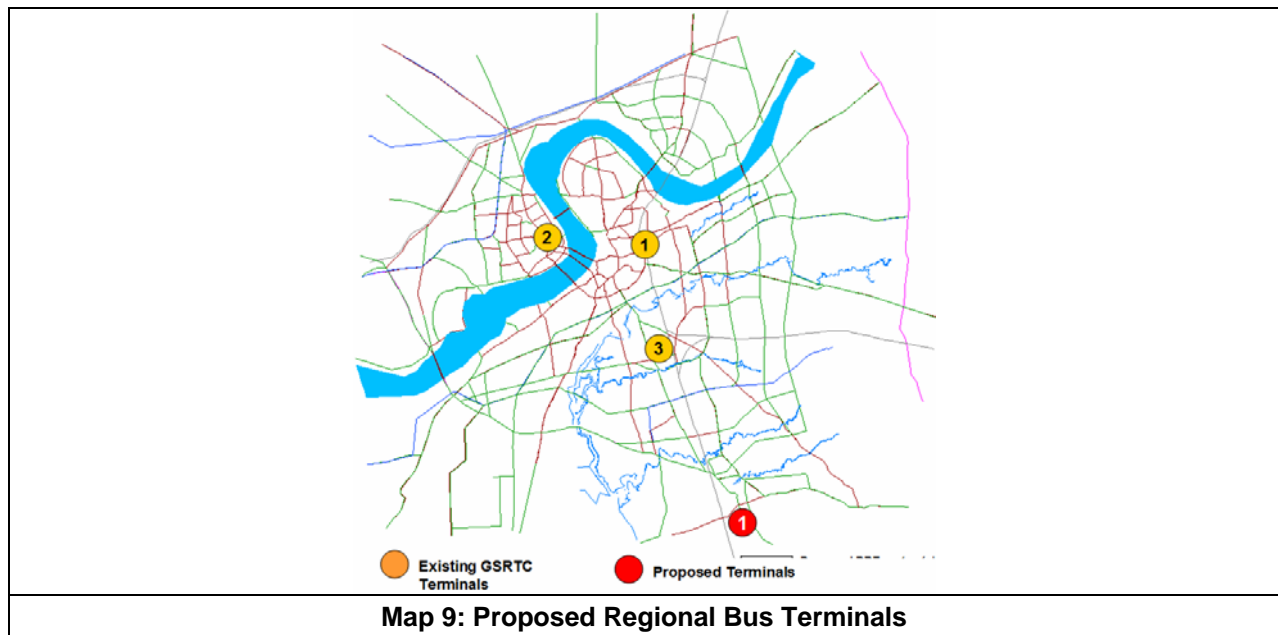 2
1
3
1
Existing GSRTC
Terminals
Proposed Terminals
Map 9: Proposed Regional Bus Terminals